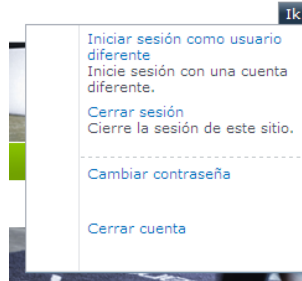 Ik
Iniciar sesión como usuario
diferente
Inicie sesión con una cuenta
diferente.
Cerrar sesión
Cierre la sesión de este sitio.
Cambiar contraseña
Cerrar cuenta